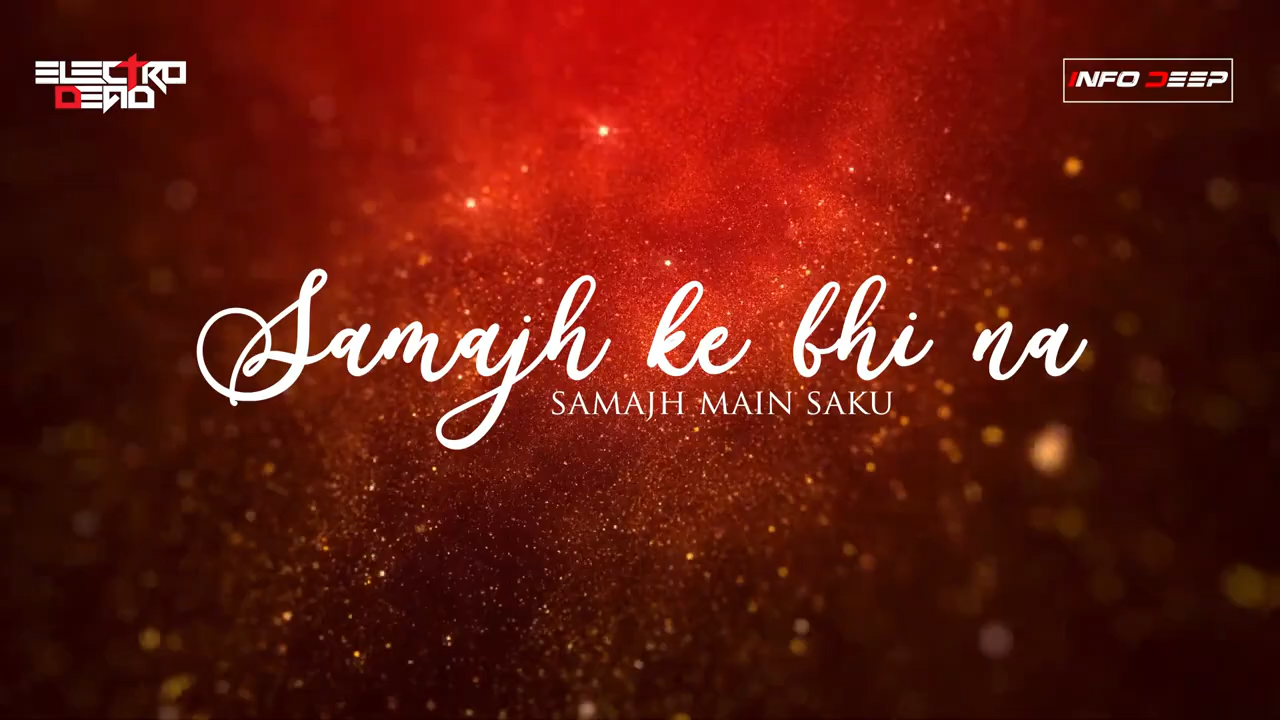 ELECTRO
DEAD
INFO DEEP
Samajh ke bhi na
SAMAJH MAIN SAKU